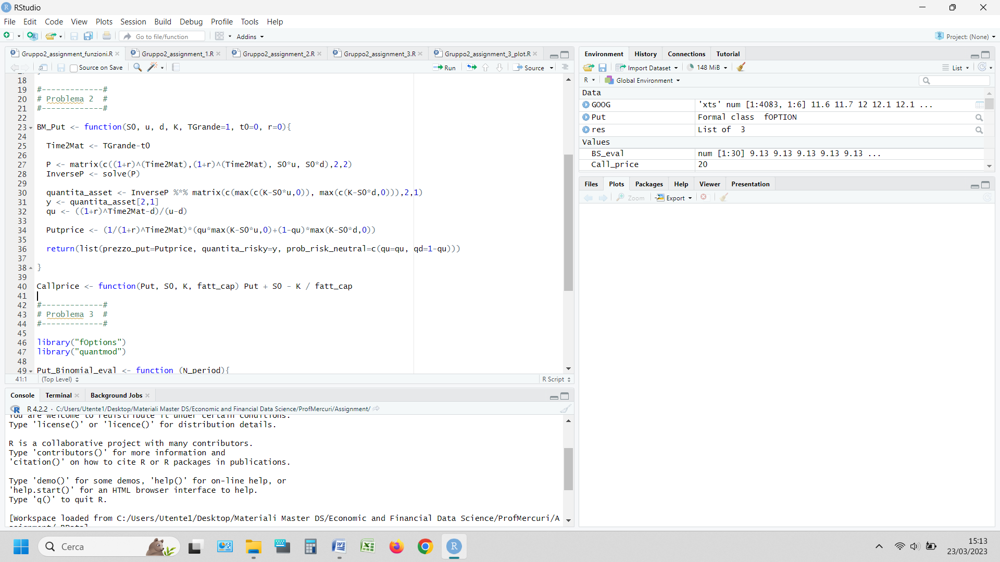 RStudio
File Edit Code View Plots Session Build Debug Profile Tools Help
Go to file/function Addins Project: (None)
Gruppo2_assignment_funzioni.R Gruppo2_assignment_1.R Gruppo2_assignment_2.R Gruppo2_assignment_3.R Gruppo2_assignment_3_plot.R
Source on Save Run Source
18
19 #-------------#
20 # Problema 2  #
21 #-------------#
22
23 BM_Put <- function(S0, u, d, K, TGrande=1, t0=0, r=0){
24
25   Time2Mat <- TGrande-t0
26
27   P <- matrix(c((1+r)^(Time2Mat),(1+r)^(Time2Mat), S0*u, S0*d),2,2)
28   InverseP <- solve(P)
29
30   quantita_asset <- InverseP %*% matrix(c(max(c(K-S0*u,0)), max(c(K-S0*d,0))),2,1)
31   y <- quantita_asset[2,1]
32   qu <- ((1+r)^Time2Mat-d)/(u-d)
33
34   Putprice <- (1/(1+r)^Time2Mat)*(qu*max(K-S0*u,0)+(1-qu)*max(K-S0*d,0))
35
36   return(list(prezzo_put=Putprice, quantita_risky=y, prob_risk_neutral=c(qu=qu, qd=1-qu)))
37
38 }
39
40 Callprice <- function(Put, S0, K, fatt_cap) Put + S0 - K / fatt_cap
41
42 #-------------#
43 # Problema 3  #
44 #-------------#
45
46 library("fOptions")
47 library("quantmod")
48
49 Put_Binomial_eval <- function (N_period){
41:1 (Top Level) R Script
Console Terminal Background Jobs
R 4.2.2 · C:/Users/Utente1/Desktop/Materiali Master DS/Economic and Financial Data Science/ProfMercuri/Assignment/
You are welcome to redistribute it under certain conditions.
Type 'license()' or 'licence()' for distribution details.
R is a collaborative project with many contributors.
Type 'contributors()' for more information and
'citation()' on how to cite R or R packages in publications.
Type 'demo()' for some demos, 'help()' for on-line help, or
'help.start()' for an HTML browser interface to help.
Type 'q()' to quit R.
[Workspace loaded from C:/Users/Utente1/Desktop/Materiali Master DS/Economic and Financial Data Science/ProfMercuri/A
ssignment/.RData]
Environment History Connections Tutorial
Import Dataset 148 MiB List
R Global Environment
Data
GOOG 'xts' num [1:4083, 1:6] 11.6 11.7 12 12.1 12.1 ...
Put Formal class fOPTION
res List of 3
Values
BS_eval num [1:30] 9.13 9.13 9.13 9.13 9.13 ...
Call_price 20
Files Plots Packages Help Viewer Presentation
Zoom Export
Cerca
15:13
23/03/2023